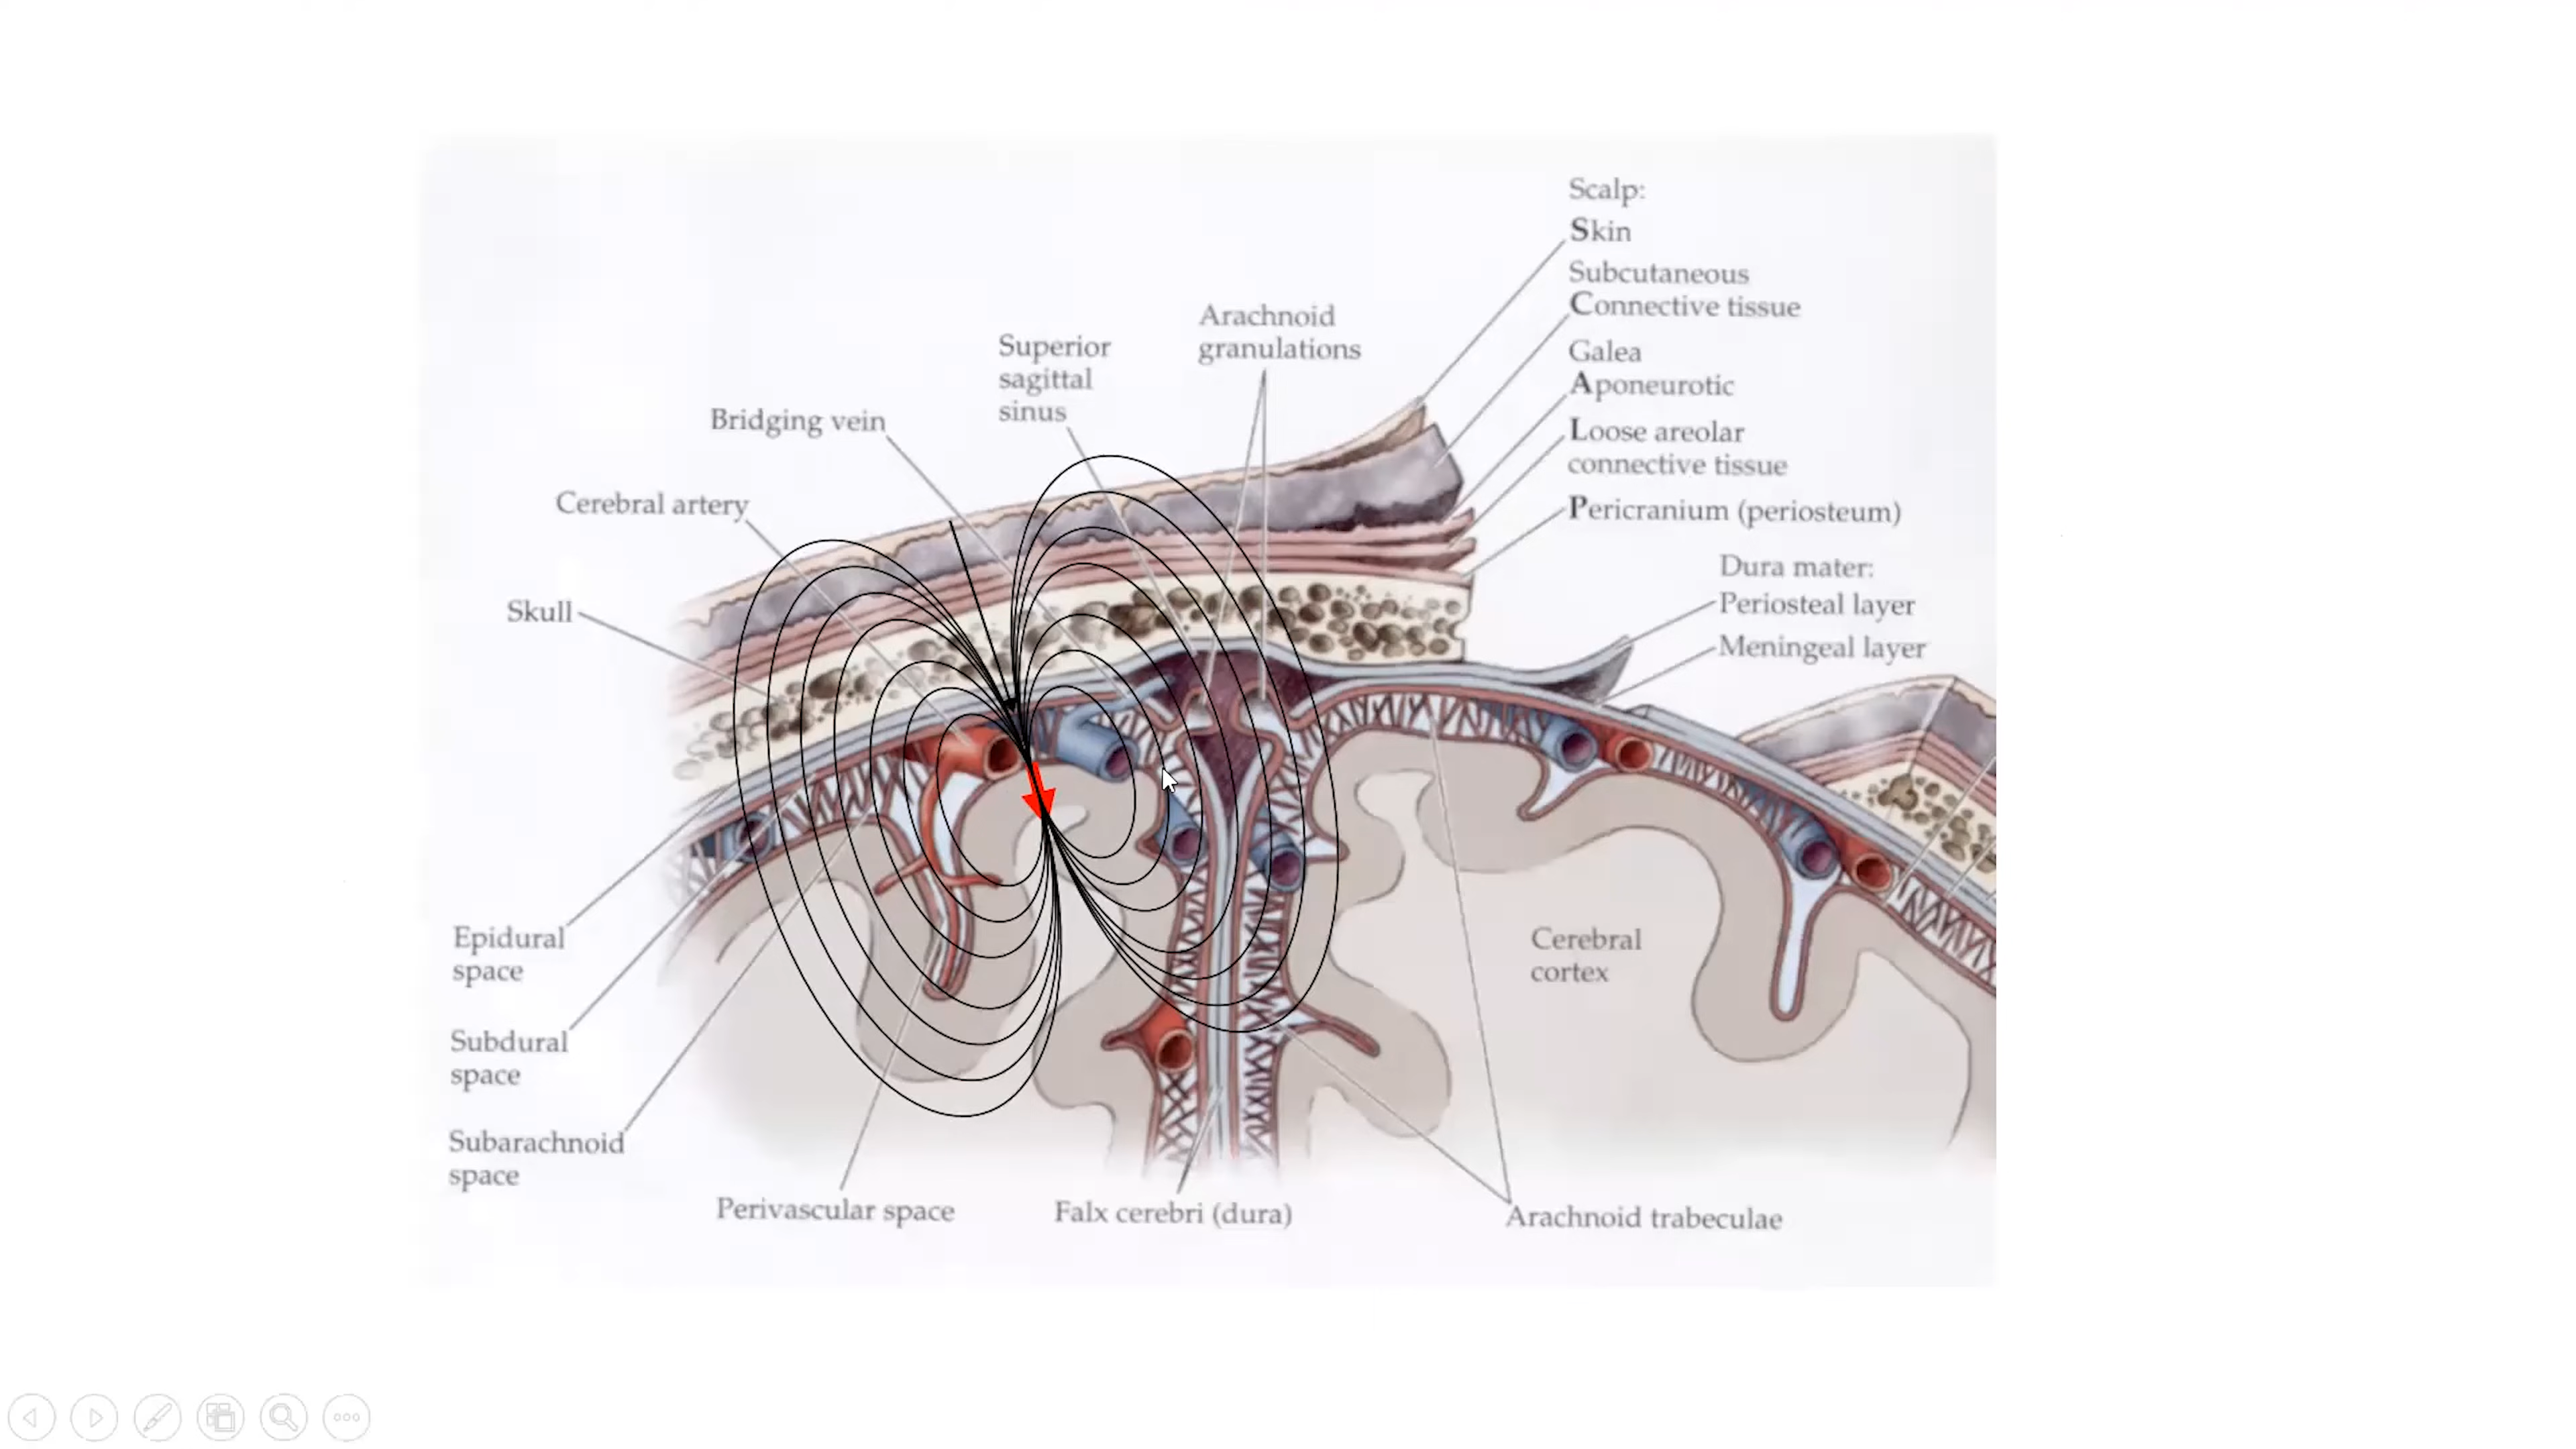 Scalp:
Skin
Subcutaneous
Connective tissue
Galea
Aponeurotic
Loose areolar
connective tissue
Pericranium (periosteum)
Dura mater:
Periosteal layer
Meningeal layer
Arachnoid
granulations
Superior
sagittal
sinus
Bridging vein
Cerebral artery
Skull
Epidural
space
Subdural
space
Subarachnoid
space
Perivascular space
Falx cerebri (dura)
Arachnoid trabeculae
Cerebral
cortex